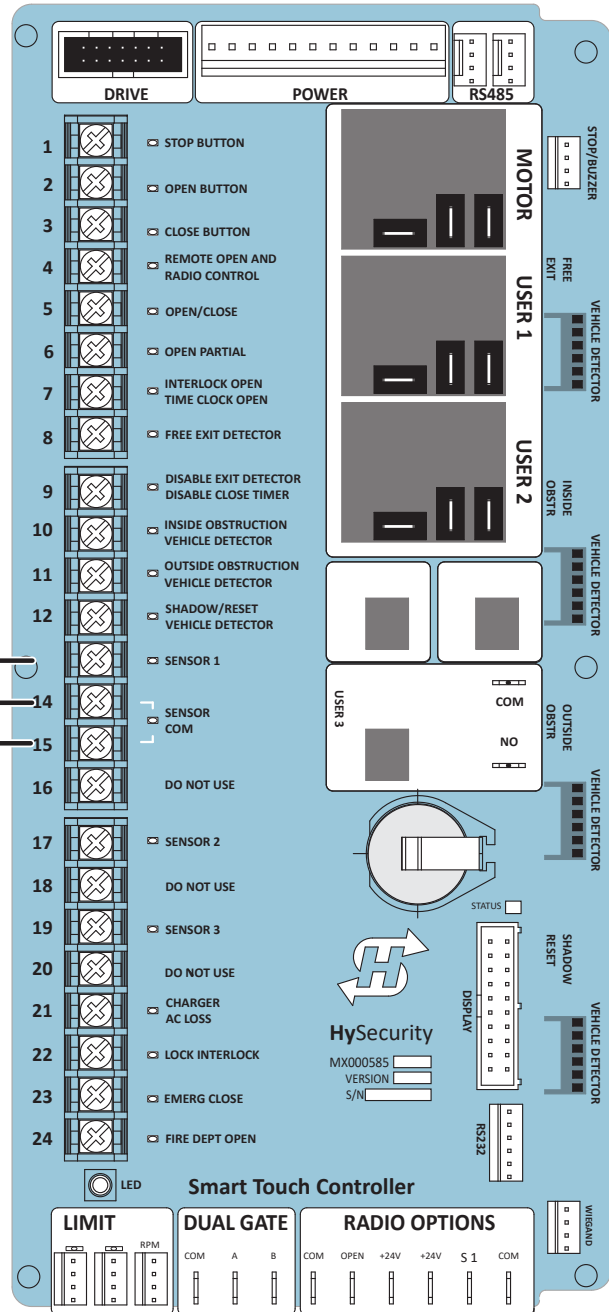 DRIVE
POWER
RS485
1 STOP BUTTON
2 OPEN BUTTON
3 CLOSE BUTTON
4 REMOTE OPEN AND
RADIO CONTROL
5 OPEN/CLOSE
6 OPEN PARTIAL
7 INTERLOCK OPEN
TIME CLOCK OPEN
8 FREE EXIT DETECTOR
9 DISABLE EXIT DETECTOR
DISABLE CLOSE TIMER
10 INSIDE OBSTRUCTION
VEHICLE DETECTOR
11 OUTSIDE OBSTRUCTION
VEHICLE DETECTOR
12 SHADOW/RESET
VEHICLE DETECTOR
SENSOR 1
14 SENSOR
15 COM
16 DO NOT USE
17 SENSOR 2
18 DO NOT USE
19 SENSOR 3
20 DO NOT USE
21 CHARGER
AC LOSS
22 LOCK INTERLOCK
23 EMERG CLOSE
24 FIRE DEPT OPEN
LED
MOTOR
USER 1
USER 2
USER 3
COM
NO
STOP/BUZZER
FREE
EXIT
VEHICLE DETECTOR
INSIDE
OBSTR
VEHICLE DETECTOR
OUTSIDE
OBSTR
VEHICLE DETECTOR
SHADOW
RESET
VEHICLE DETECTOR
STATUS
DISPLAY
HySecurity
MX000585
VERSION
S/N
RS232
WIEGAND
Smart Touch Controller
LIMIT
RPM
DUAL GATE
COM A B
RADIO OPTIONS
COM OPEN +24V +24V S 1 COM